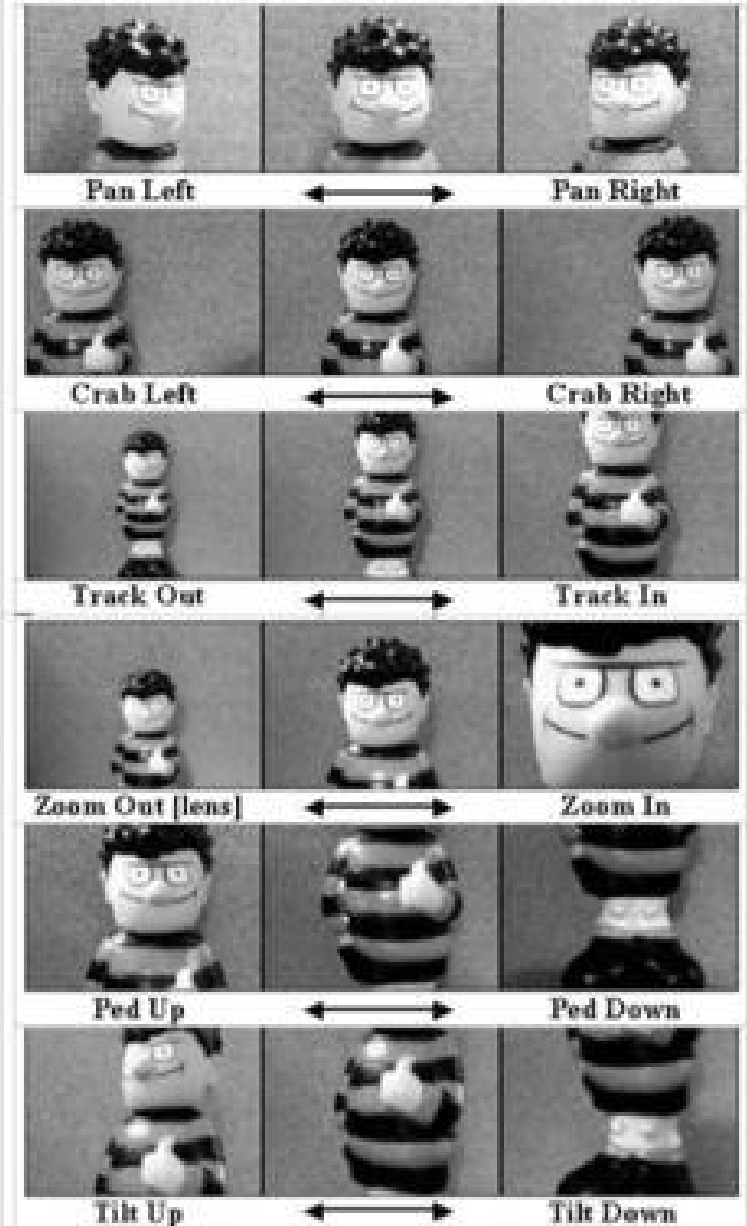 Pan Left Pan Right
Crab Left Crab Right
Track Out Track In
Zoom Out [lens] Zoom In
Ped Up Ped Down
Tilt Up Tilt Down